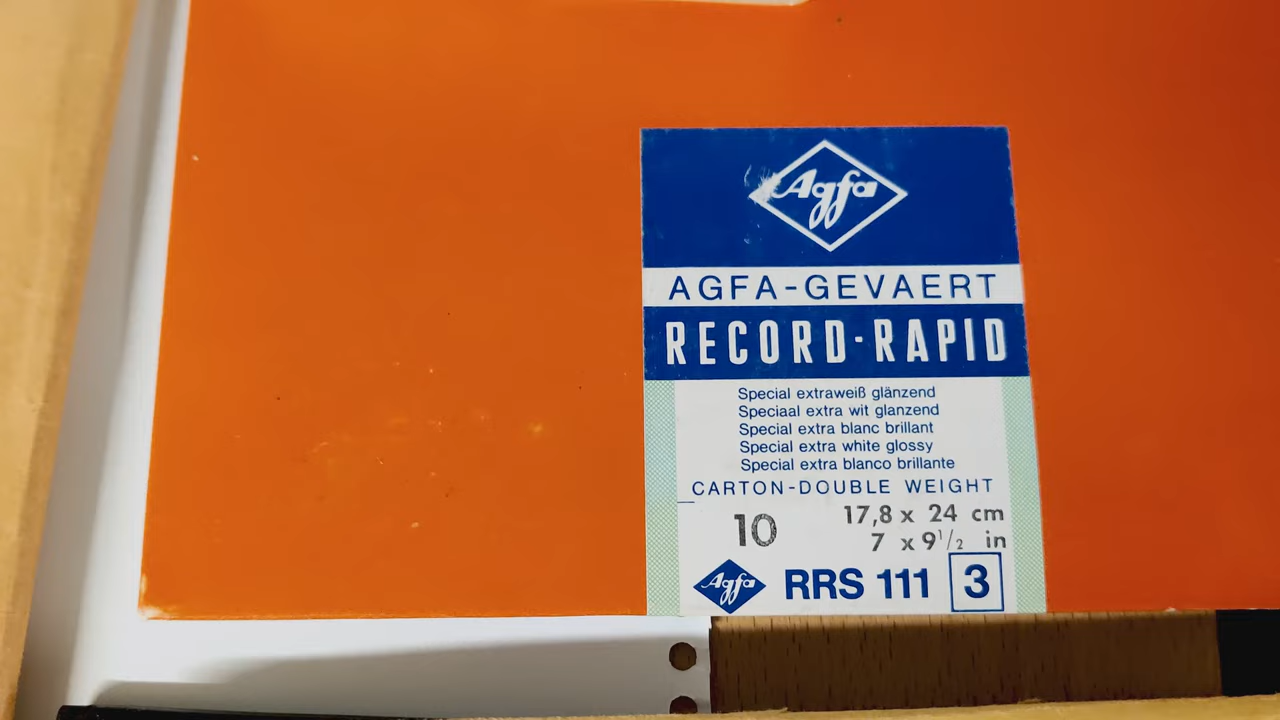 Agfa
AGFA-GEVAERT
RECORD-RAPID
Special extraweiß glänzend
Speciaal extra wit glanzend
Special extra blanc brillant
Special extra white glossy
Special extra blanco brillante
CARTON-DOUBLE WEIGHT
10 17,8 x 24 cm
7 x 9 1/2 in
Agfa RRS 111 3